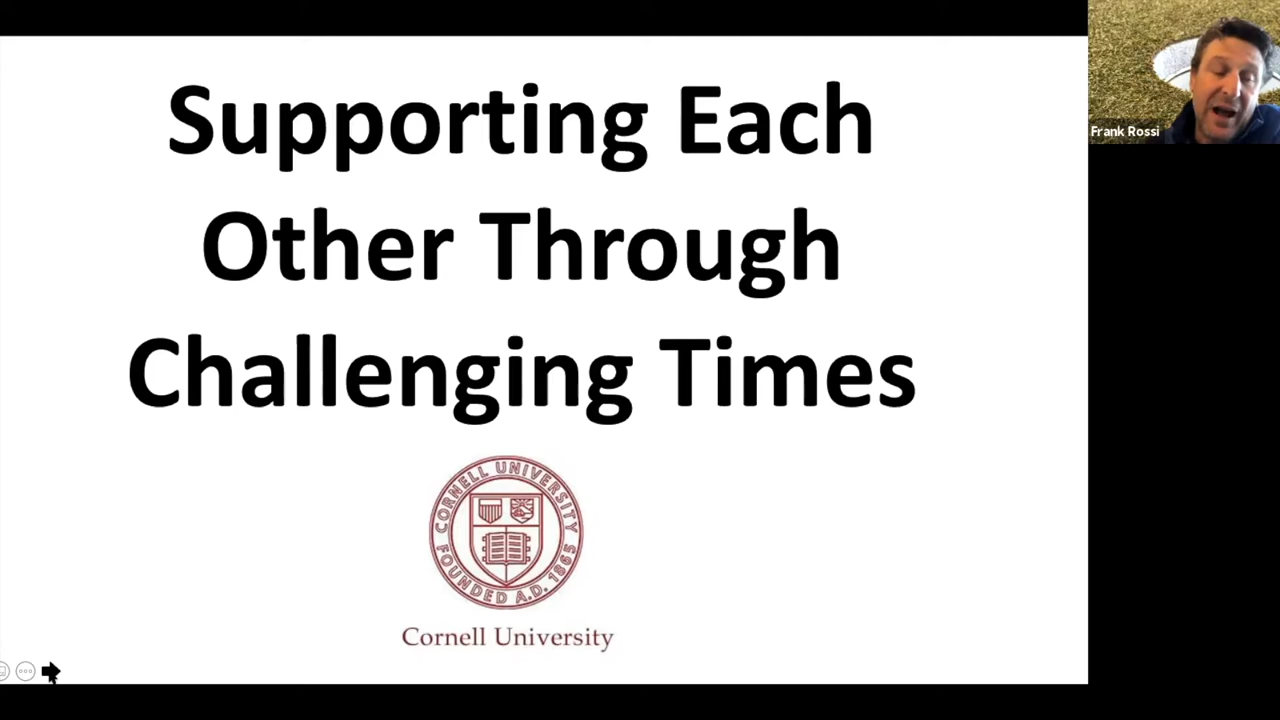 Supporting Each
Other Through
Challenging Times
CORNELL UNIVERSITY
FOUNDED A.D. 1865
Cornell University
Frank Rossi